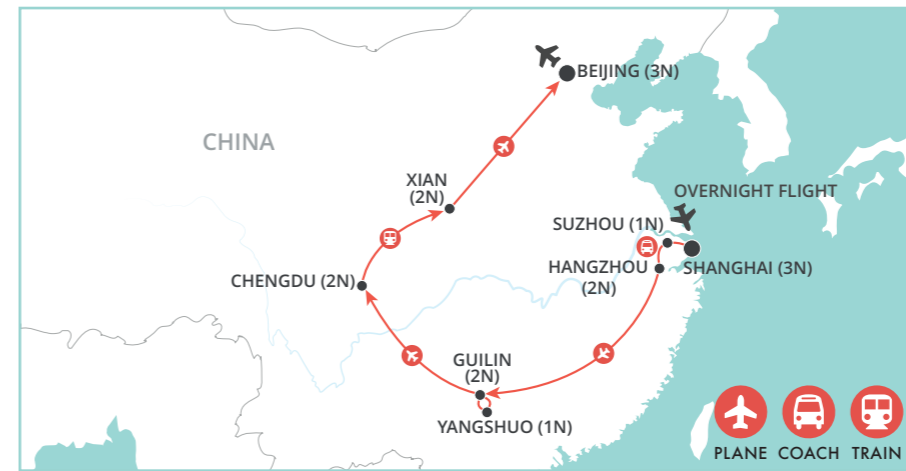 BEIJING (3N)
CHINA
XIAN
(2N)
OVERNIGHT FLIGHT
SUZHOU (1N)
HANGZHOU
(2N)
SHANGHAI (3N)
CHENGDU (2N)
GUILIN
(2N)
YANGSHUO (1N)
PLANE
COACH
TRAIN